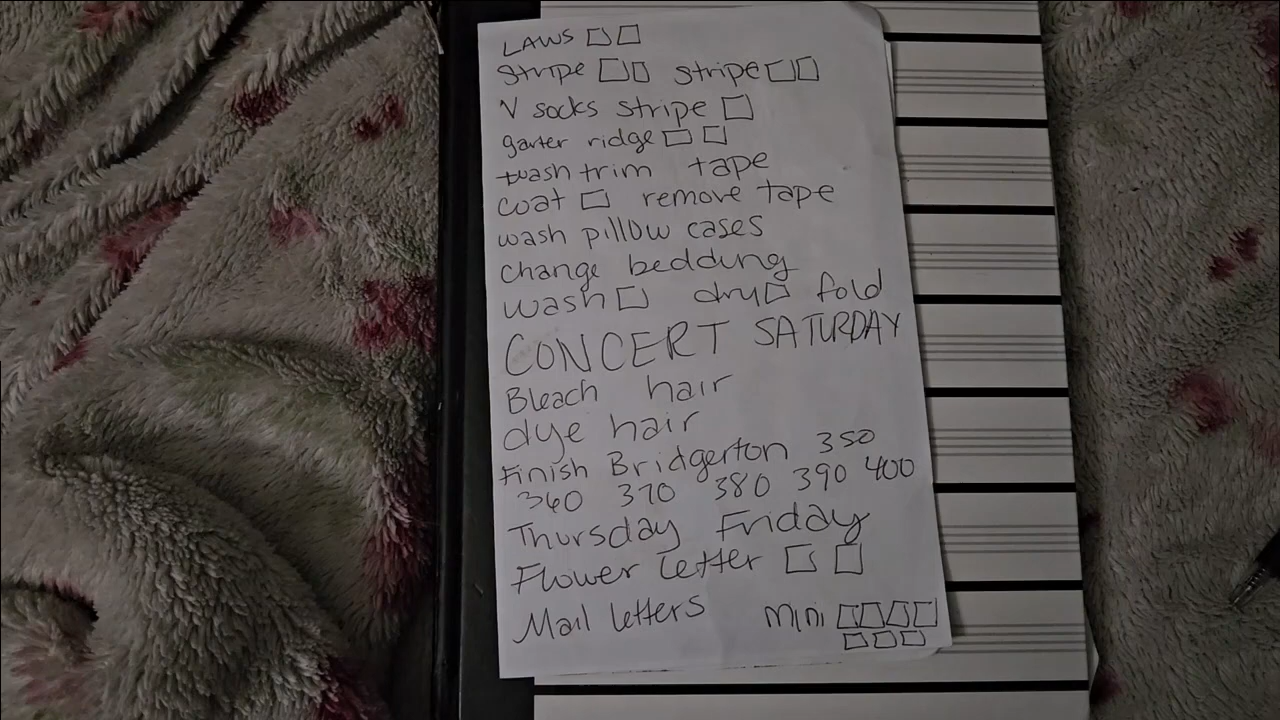 LAWS
stripe stripe
V socks stripe
garter ridge
wash trim tape
coat remove tape
wash pillow cases
change bedding
wash dry fold
CONCERT SATURDAY
Bleach hair
dye hair
Finish Bridgerton 350
360 370 380 390 400
Thursday Friday
Flower letter
Mail letters mini